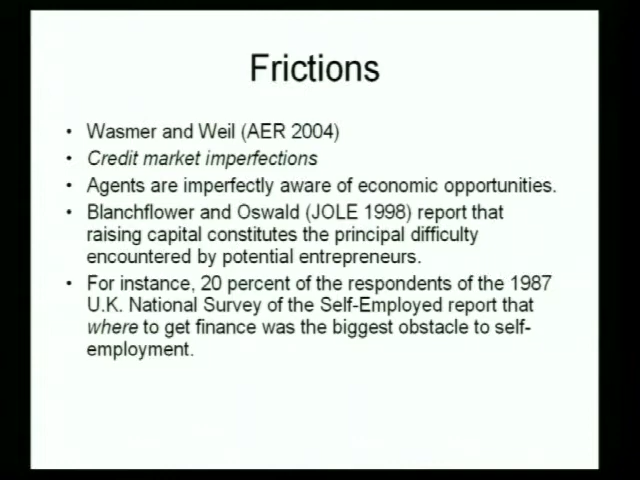 Frictions
• Wasmer and Weil (AER 2004)
• Credit market imperfections
• Agents are imperfectly aware of economic opportunities.
• Blanchflower and Oswald (JOLE 1998) report that
raising capital constitutes the principal difficulty
encountered by potential entrepreneurs.
• For instance, 20 percent of the respondents of the 1987
U.K. National Survey of the Self-Employed report that
where to get finance was the biggest obstacle to self-
employment.